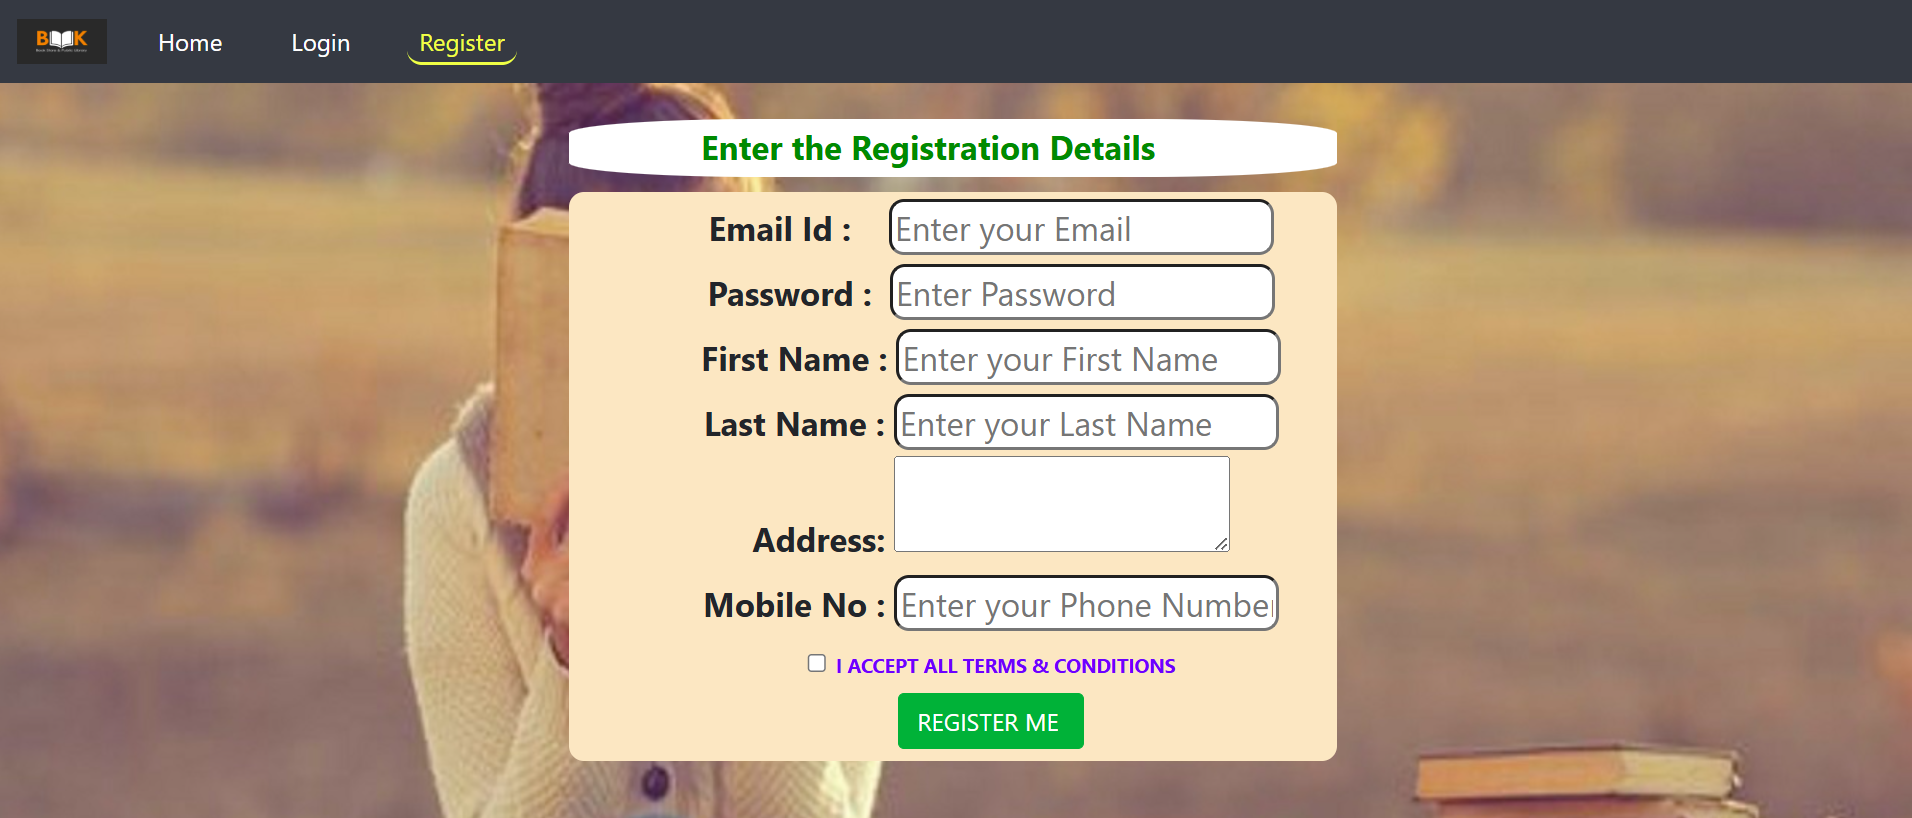 BOOK
Home
Login
Register
Enter the Registration Details
Email Id :
Enter your Email
Password :
Enter Password
First Name :
Enter your First Name
Last Name :
Enter your Last Name
Address:
Mobile No :
Enter your Phone Number
I ACCEPT ALL TERMS & CONDITIONS
REGISTER ME